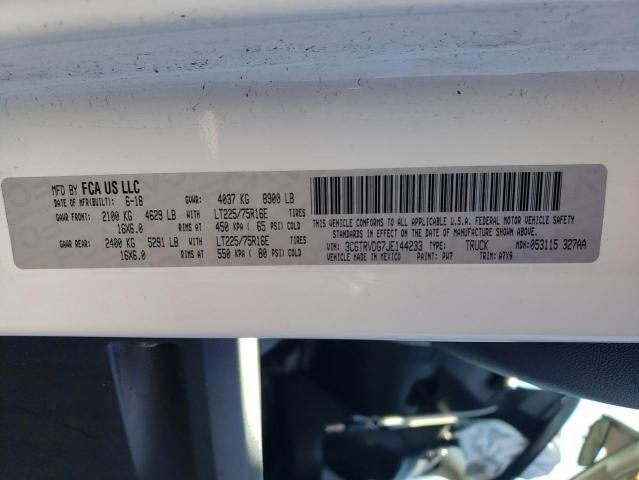 MFD BY FCA US LLC
DATE OF MFR(BUILT): 6-18 GVWR: 4037 KG 8900 LB
GAWR FRONT: 2100 KG 4629 LB WITH LT225/75R16E TIRES
16X6.0 RIMS AT 450 KPA ( 65 PSI) COLD
GAWR REAR: 2400 KG 5291 LB WITH LT225/75R16E TIRES
16X6.0 RIMS AT 550 KPA ( 80 PSI) COLD
THIS VEHICLE CONFORMS TO ALL APPLICABLE U.S.A. FEDERAL MOTOR VEHICLE SAFETY
STANDARDS IN EFFECT ON THE DATE OF MANUFACTURE SHOWN ABOVE.
VIN: 3C6TRVDG7JE144233 TYPE: TRUCK MDH: 053115 327AA
VEHICLE MADE IN MEXICO PAINT: PW7 TRIM: A7X9